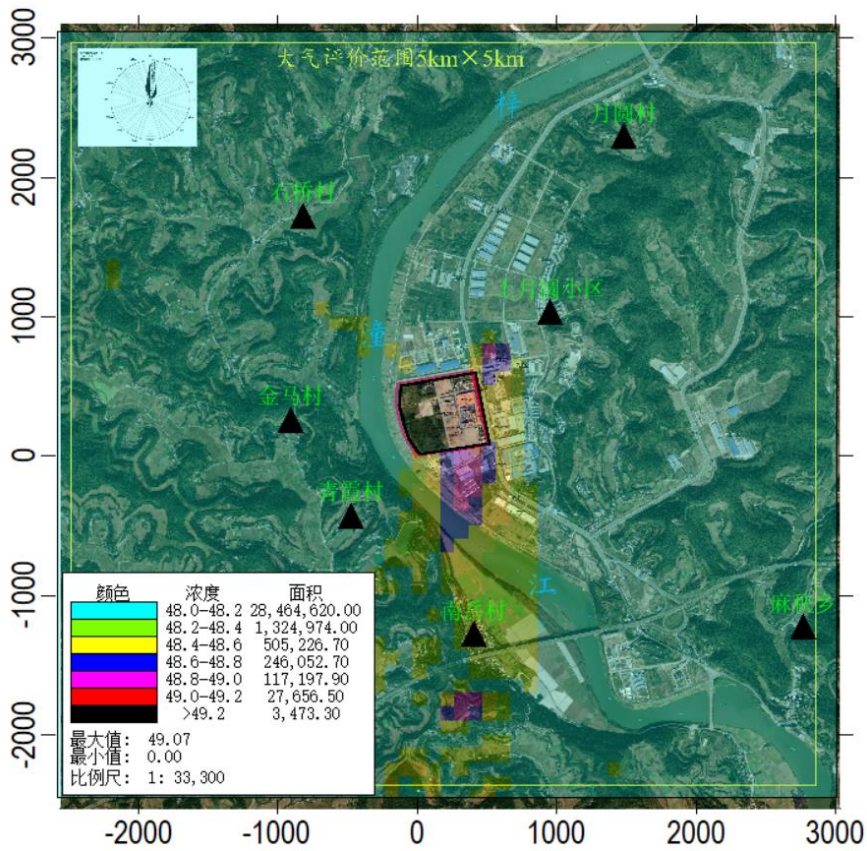 大气评价范围5km×5km
3000
2000
1000
0
-1000
-2000
梓
潼
江
月圆村
石桥村
上月圆小区
金马村
青霞村
南岳村
麻秧乡
颜色 浓度 面积
48.0-48.2 28,464,620.00
48.2-48.4 1,324,974.00
48.4-48.6 505,226.70
48.6-48.8 246,052.70
48.8-49.0 117,197.90
49.0-49.2 27,656.50
>49.2 3,473.30
最大值: 49.07
最小值: 0.00
比例尺: 1: 33,300
-2000 -1000 0 1000 2000 3000